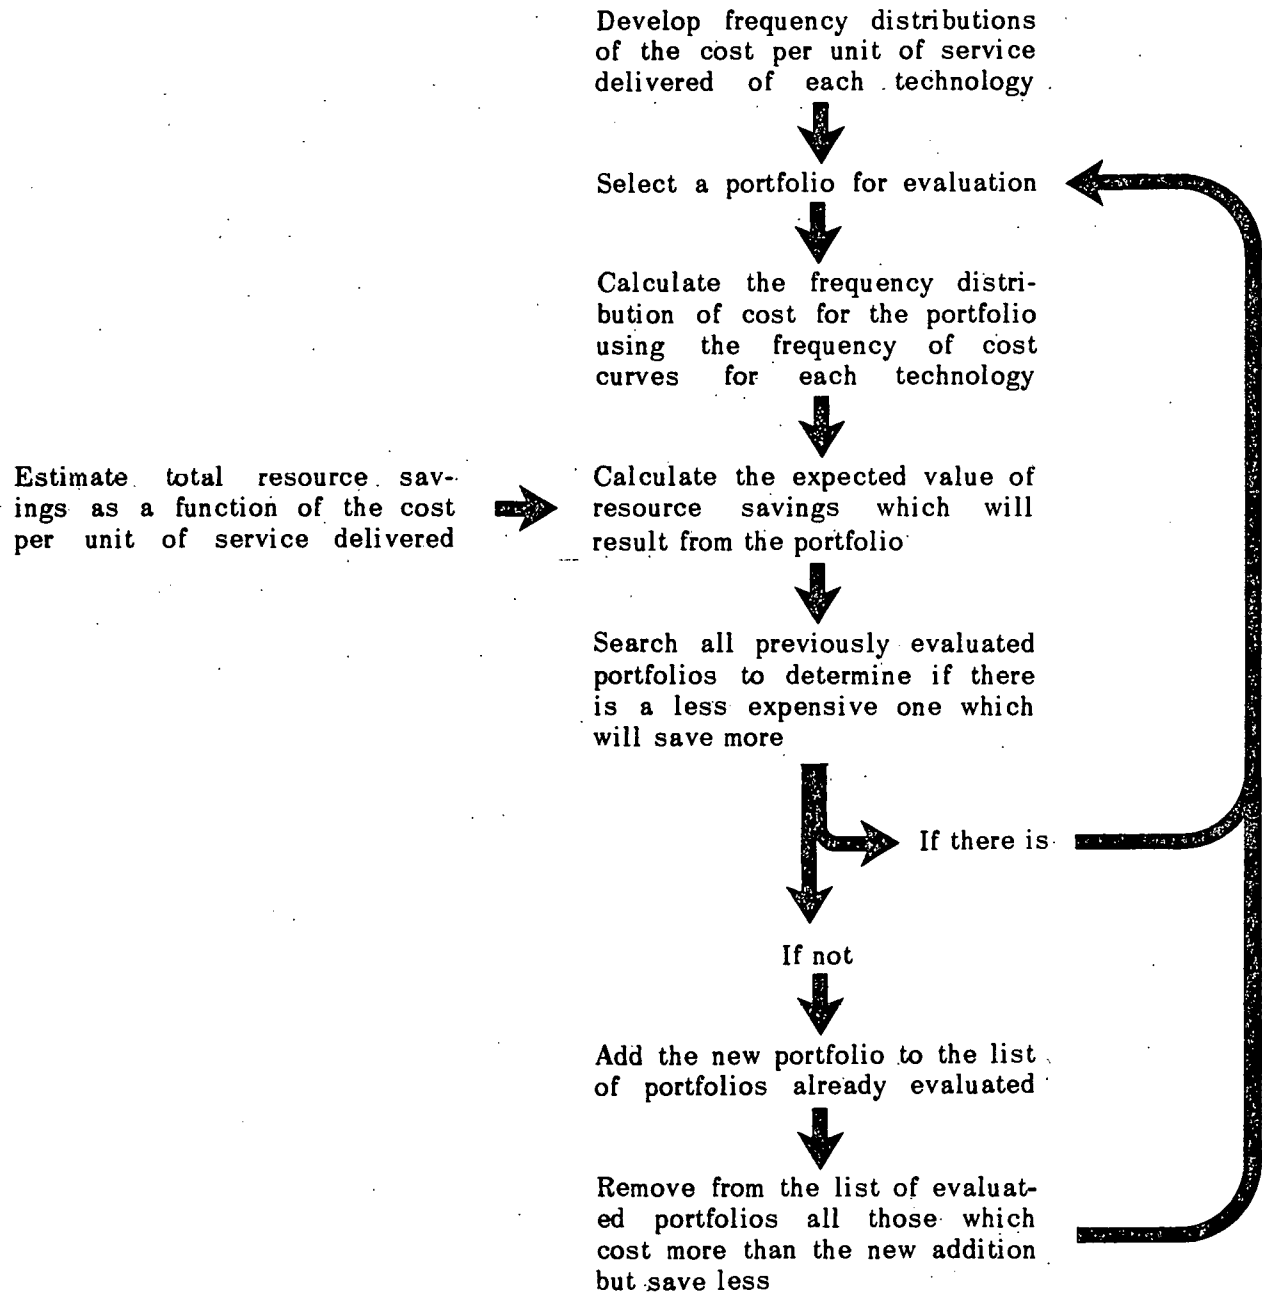 Develop frequency distributions
of the cost per unit of service
delivered of each technology
Select a portfolio for evaluation
Calculate the frequency distri-
bution of cost for the portfolio
using the frequency of cost
curves for each technology
Estimate total resource sav-
ings as a function of the cost
per unit of service delivered
Calculate the expected value of
resource savings which will
result from the portfolio
Search all previously evaluated
portfolios to determine if there
is a less expensive one which
will save more
If there is
If not
Add the new portfolio to the list
of portfolios already evaluated
Remove from the list of evaluat-
ed portfolios all those which
cost more than the new addition
but save less